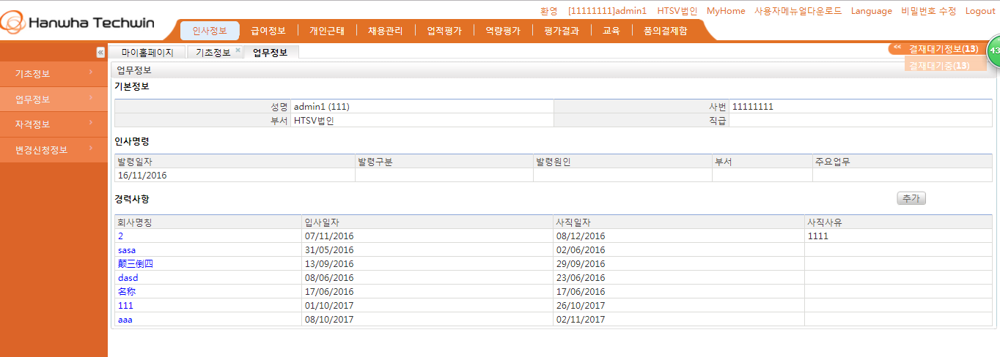 환영 [11111111]admin1 HTSV법인 MyHome 사용자메뉴얼다운로드 Language 비밀번호 수정 Logout
Hanwha Techwin
인사정보 급여정보 개인근태 채용관리 업적평가 역량평가 평가결과 교육 품의결제함
마이홈페이지 기초정보 업무정보
결재대기정보(13)
결재대기중(13)
43
기초정보
업무정보
자격정보
변경신청정보
업무정보
기본정보
성명 admin1 (111) 사번 11111111
부서 HTSV법인 직급
인사명령
발령일자 발령구분 발령원인 부서 주요업무
16/11/2016
경력사항 추가
회사명칭 입사일자 사직일자 사직사유
2 07/11/2016 08/12/2016 1111
sasa 31/05/2016 02/06/2016
颠三倒四 13/09/2016 29/09/2016
dasd 08/06/2016 23/06/2016
名称 17/06/2016 17/06/2016
111 01/10/2017 26/10/2017
aaa 08/10/2017 02/11/2017